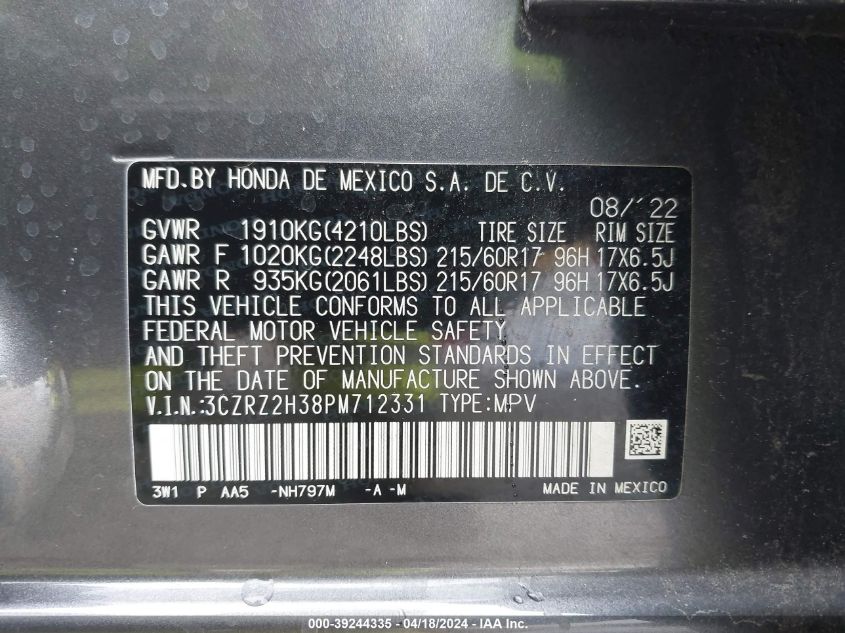 MFD.BY HONDA DE MEXICO S.A. DE C.V.
08/'22
GVWR 1910KG(4210LBS) TIRE SIZE RIM SIZE
GAWR F 1020KG(2248LBS) 215/60R17 96H 17X6.5J
GAWR R 935KG(2061LBS) 215/60R17 96H 17X6.5J
THIS VEHICLE CONFORMS TO ALL APPLICABLE
FEDERAL MOTOR VEHICLE SAFETY
AND THEFT PREVENTION STANDARDS IN EFFECT
ON THE DATE OF MANUFACTURE SHOWN ABOVE.
V.I.N.:3CZRZ2H38PM712331 TYPE:MPV
3W1 P AA5 -NH797M -A -M MADE IN MEXICO
000-39244335 - 04/18/2024 - IAA Inc.